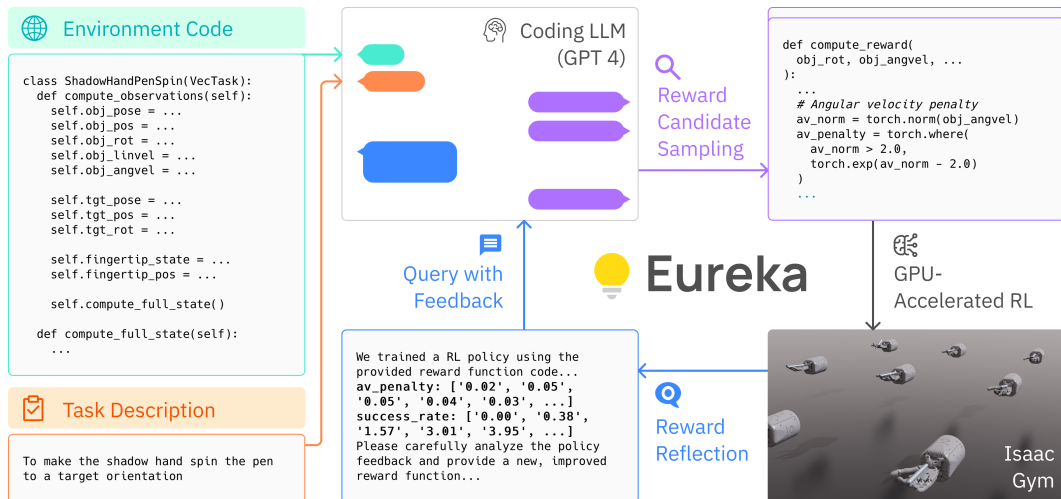 Environment Code
class ShadowHandPenSpin(VecTask):
  def compute_observations(self):
    self.obj_pose = ...
    self.obj_pos = ...
    self.obj_rot = ...
    self.obj_linvel = ...
    self.obj_angvel = ...
    self.tgt_pose = ...
    self.tgt_pos = ...
    self.tgt_rot = ...
    self.fingertip_state = ...
    self.fingertip_pos = ...
    self.compute_full_state()
  def compute_full_state(self):
    ...
Task Description
To make the shadow hand spin the pen
to a target orientation
Coding LLM
(GPT 4)
Reward
Candidate
Sampling
def compute_reward(
  obj_rot, obj_angvel, ...
):
  ...
  # Angular velocity penalty
  av_norm = torch.norm(obj_angvel)
  av_penalty = torch.where(
    av_norm > 2.0,
    torch.exp(av_norm - 2.0)
  )
  ...
Query with
Feedback
Eureka
GPU-
Accelerated RL
We trained a RL policy using the
provided reward function code...
av_penalty: ['0.02', '0.05',
'0.05', '0.04', '0.03', ...]
success_rate: ['0.00', '0.38',
'1.57', '3.01', '3.95', ...]
Please carefully analyze the policy
feedback and provide a new, improved
reward function...
Reward
Reflection
Isaac
Gym